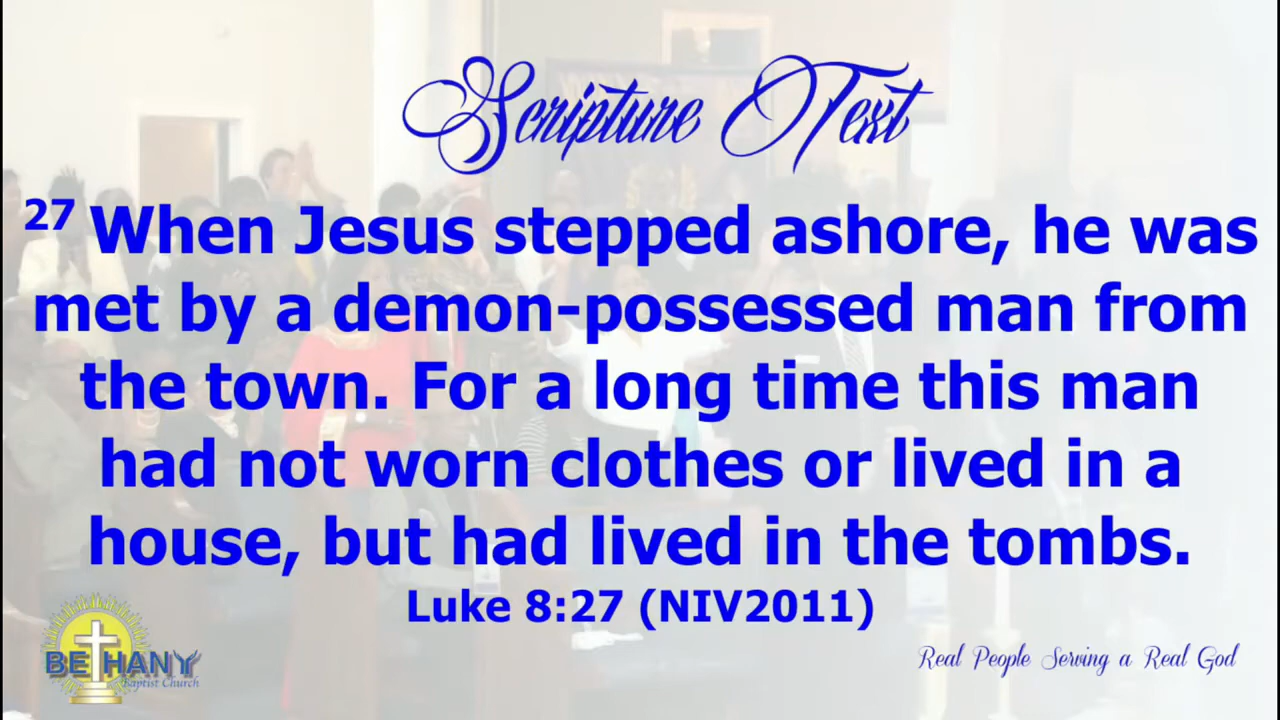 Scripture Text
27 When Jesus stepped ashore, he was
met by a demon-possessed man from
the town. For a long time this man
had not worn clothes or lived in a
house, but had lived in the tombs.
Luke 8:27 (NIV2011)
BETHANY
Baptist Church
Real People Serving a Real God